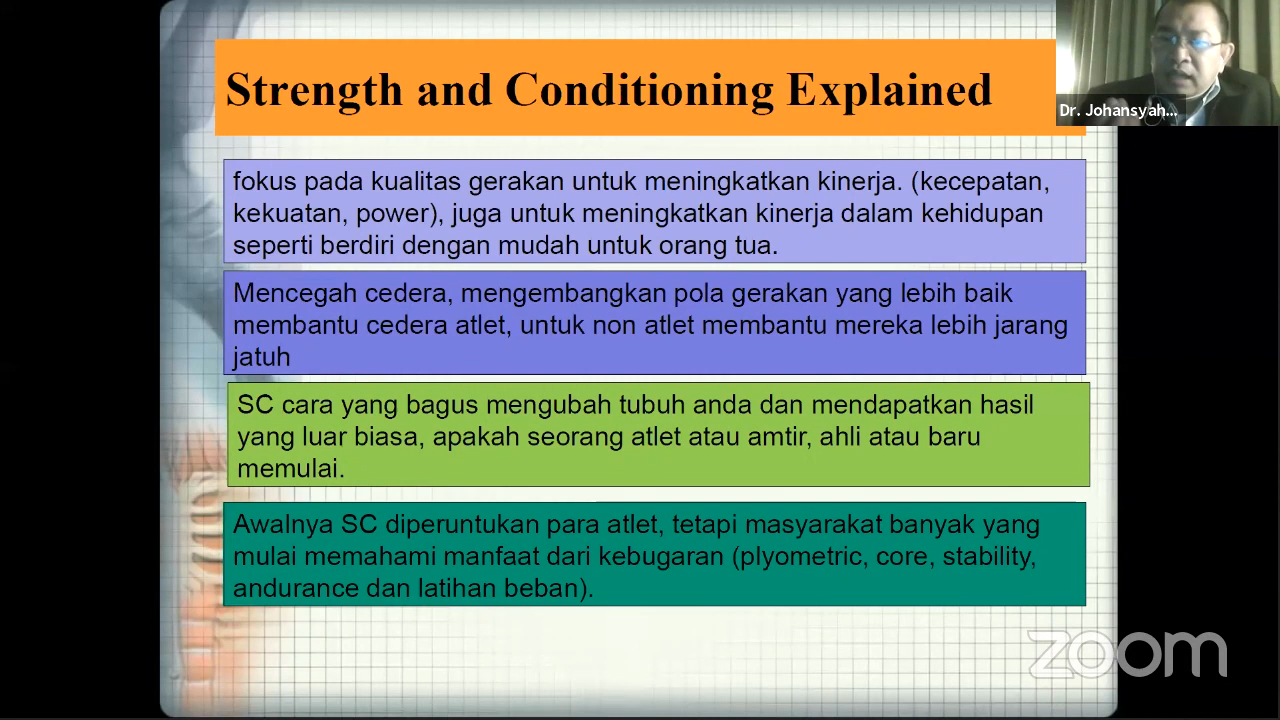 Strength and Conditioning Explained
Dr. Johansyah...
fokus pada kualitas gerakan untuk meningkatkan kinerja. (kecepatan,
kekuatan, power), juga untuk meningkatkan kinerja dalam kehidupan
seperti berdiri dengan mudah untuk orang tua.
Mencegah cedera, mengembangkan pola gerakan yang lebih baik
membantu cedera atlet, untuk non atlet membantu mereka lebih jarang
jatuh
SC cara yang bagus mengubah tubuh anda dan mendapatkan hasil
yang luar biasa, apakah seorang atlet atau amtir, ahli atau baru
memulai.
Awalnya SC diperuntukan para atlet, tetapi masyarakat banyak yang
mulai memahami manfaat dari kebugaran (plyometric, core, stability,
andurance dan latihan beban).
zoom